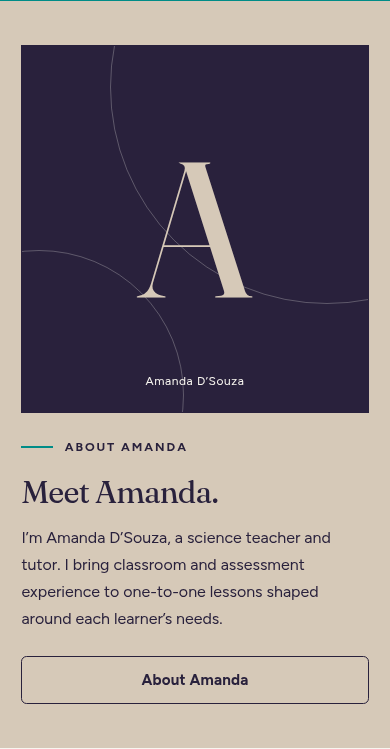 A
Amanda D’Souza
ABOUT AMANDA
Meet Amanda.
I’m Amanda D’Souza, a science teacher and
tutor. I bring classroom and assessment
experience to one-to-one lessons shaped
around each learner’s needs.
About Amanda